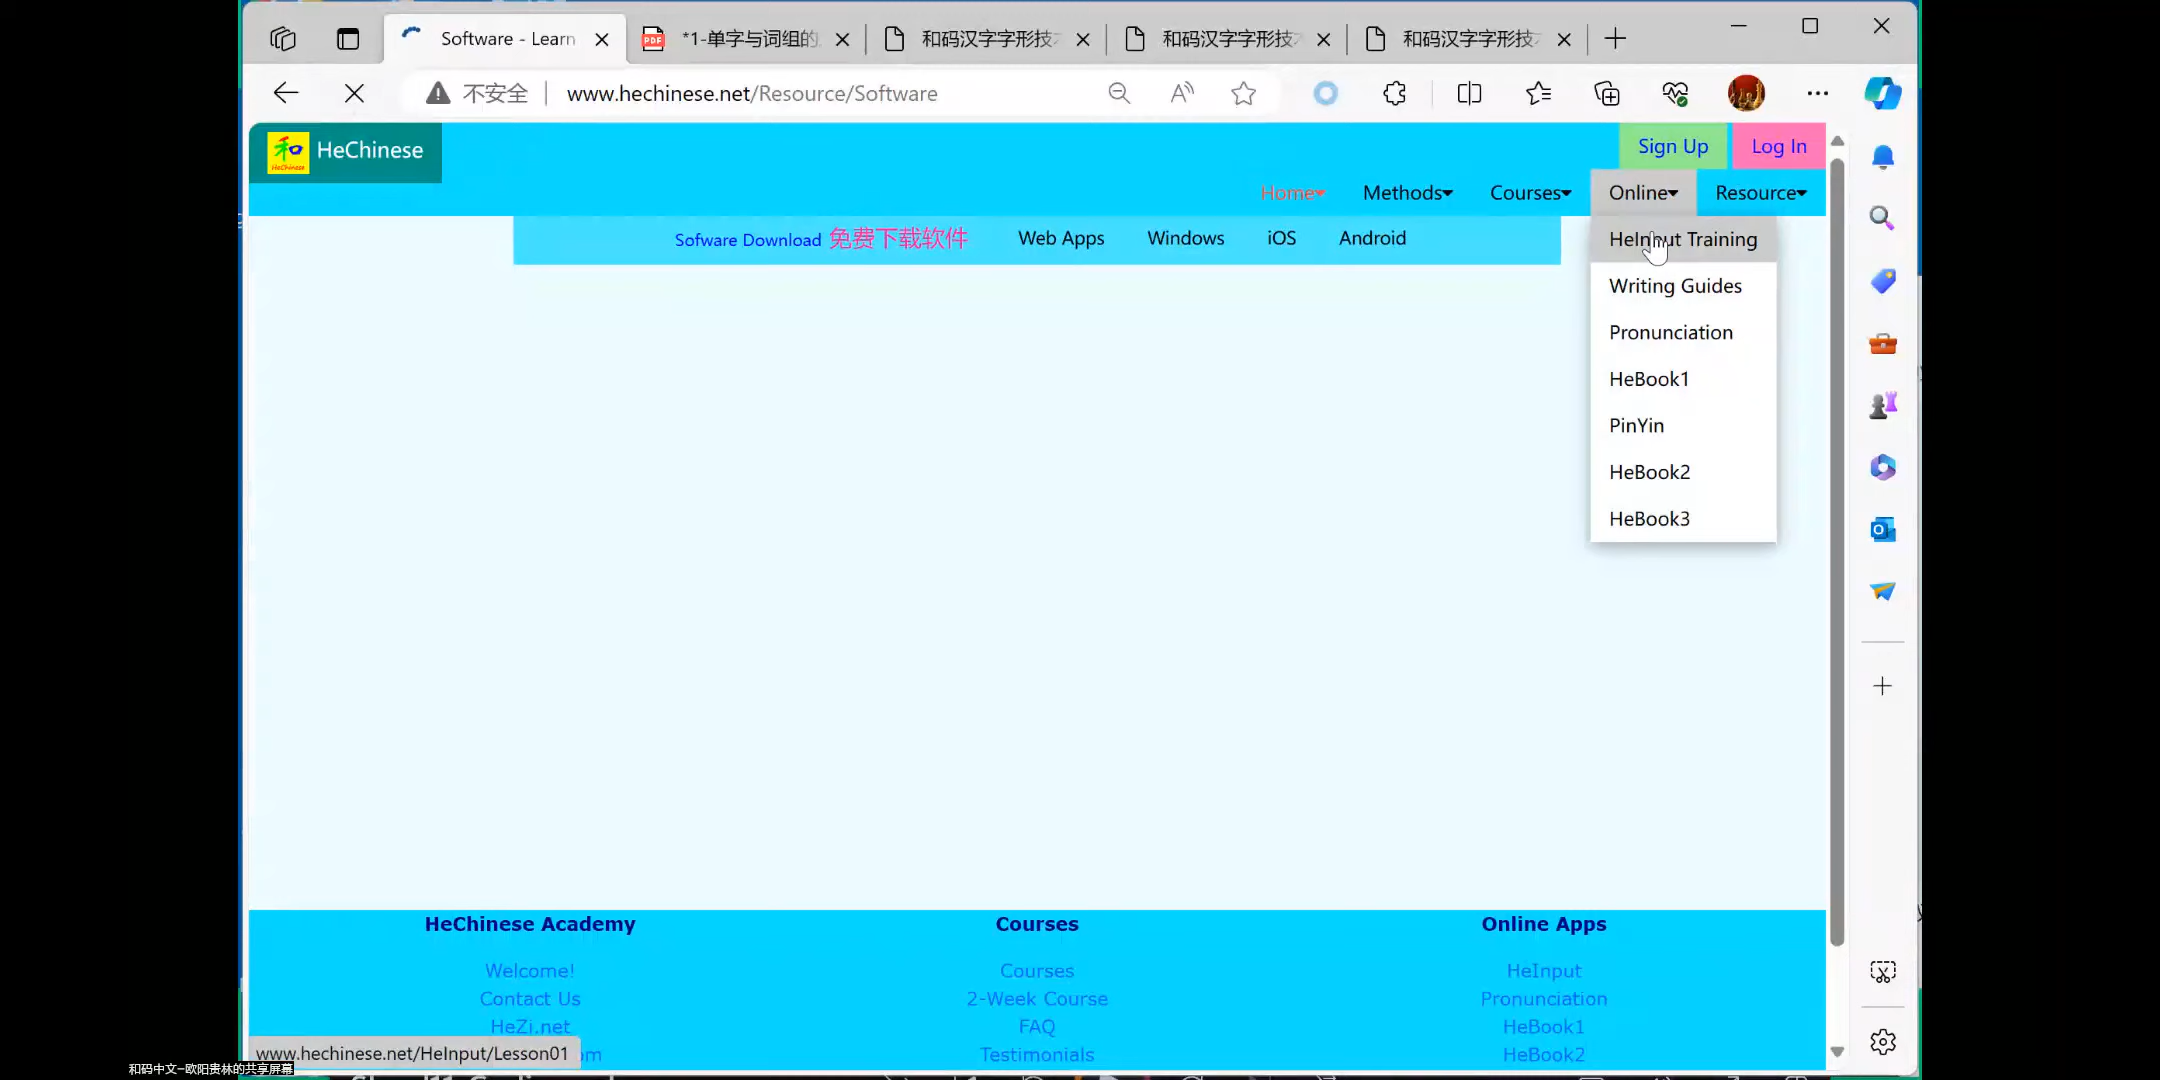 Software - Learn
*1-单字与词组的
和码汉字字形技
和码汉字字形技
和码汉字字形技
不安全
www.hechinese.net/Resource/Software
和
HeChinese
HeChinese
Sign Up
Log In
Home
Methods
Courses
Online
Resource
Sofware Download 免费下载软件
Web Apps
Windows
iOS
Android
HeInput Training
Writing Guides
Pronunciation
HeBook1
PinYin
HeBook2
HeBook3
HeChinese Academy
Courses
Online Apps
Welcome!
Courses
HeInput
Contact Us
2-Week Course
Pronunciation
HeZi.net
FAQ
HeBook1
om
Testimonials
HeBook2
www.hechinese.net/HeInput/Lesson01
和码中文—欧阳贵林的共享屏幕